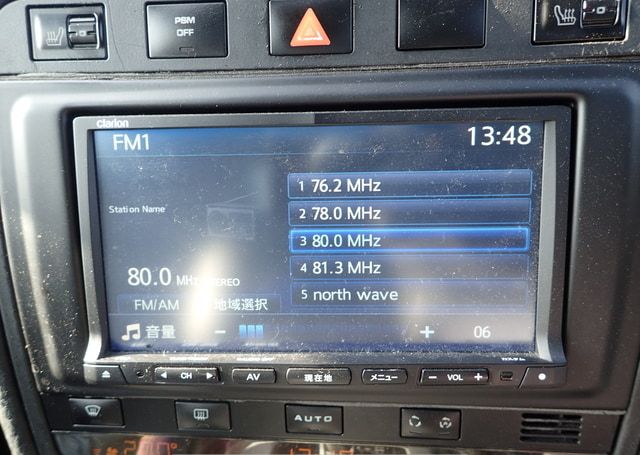 PSM
OFF
clarion
FM1
13:48
1 76.2 MHz
Station Name
2 78.0 MHz
3 80.0 MHz
4 81.3 MHz
80.0 MHz STEREO
5 north wave
FM/AM
地域選択
音量
－
+
06
CH
AV
現在地
メニュー
－ VOL +
AUTO